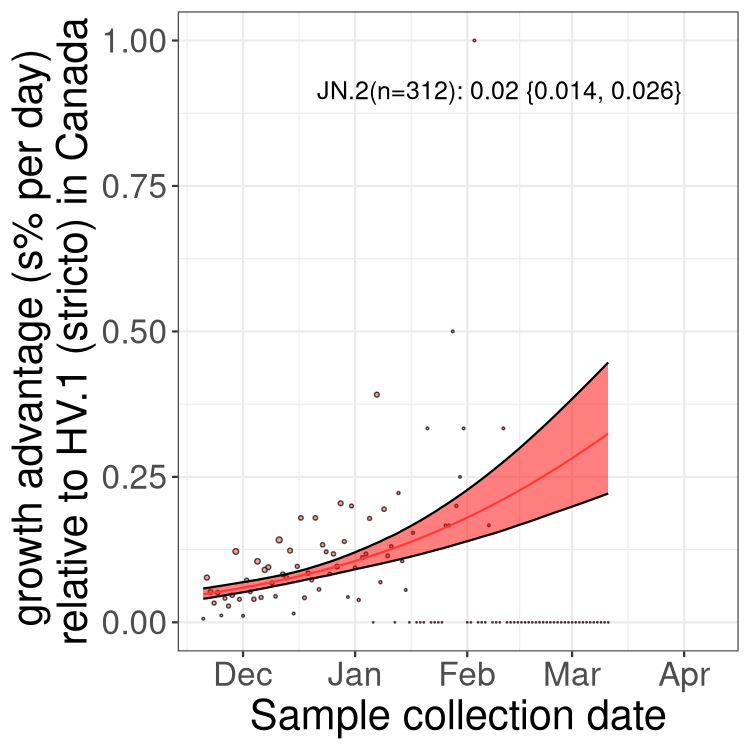 growth advantage (s% per day)
relative to HV.1 (stricto) in Canada
1.00
0.75
0.50
0.25
0.00
JN.2(n=312): 0.02 {0.014, 0.026}
Dec Jan Feb Mar Apr
Sample collection date